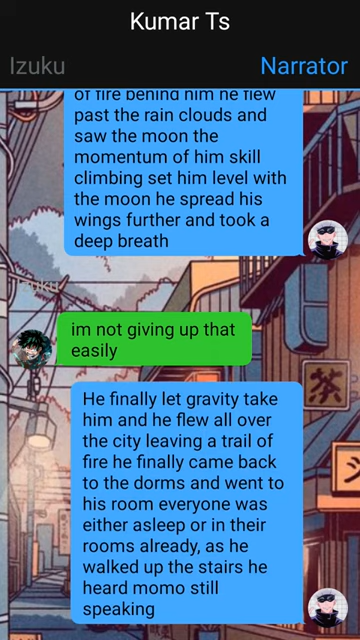 Kumar Ts
Izuku
Narrator
of fire behind him he flew
past the rain clouds and
saw the moon the
momentum of him skill
climbing set him level with
the moon he spread his
wings further and took a
deep breath
Izuku
im not giving up that
easily
He finally let gravity take
him and he flew all over
the city leaving a trail of
fire he finally came back
to the dorms and went to
his room everyone was
either asleep or in their
rooms already, as he
walked up the stairs he
heard momo still
speaking